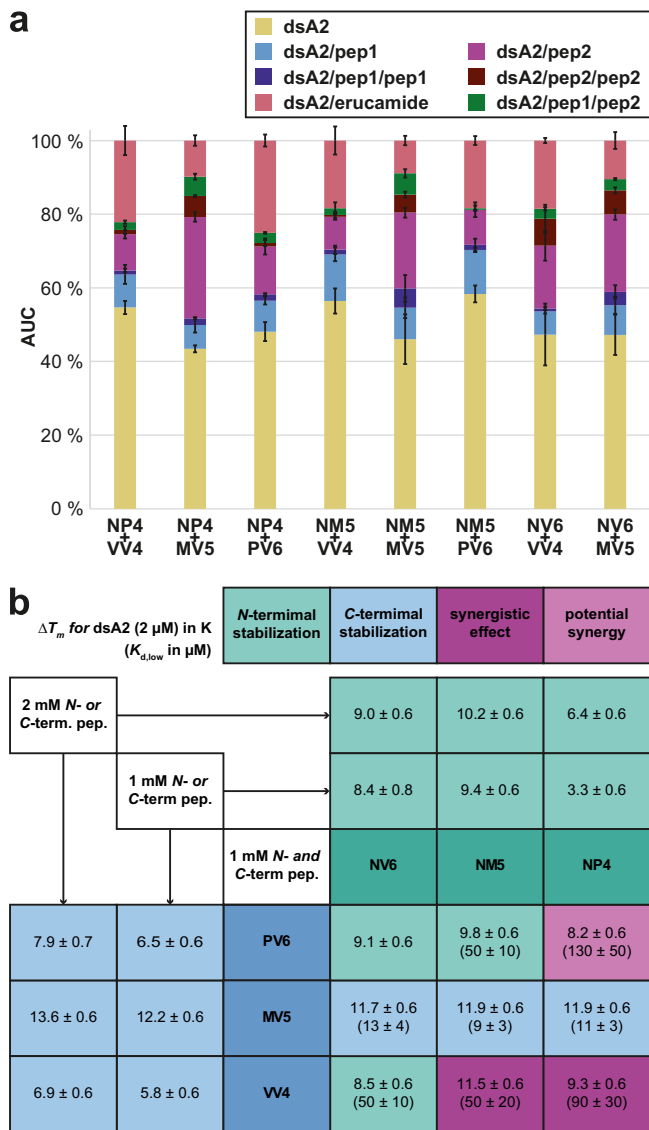 a
dsA2
dsA2/pep1
dsA2/pep2
dsA2/pep1/pep1
dsA2/pep2/pep2
dsA2/erucamide
dsA2/pep1/pep2
AUC
100 %
80 %
60 %
40 %
20 %
0 %
NP4 + VV4
NP4 + MV5
NP4 + PV6
NM5 + VV4
NM5 + MV5
NM5 + PV6
NV6 + VV4
NV6 + MV5
b
ΔTm for dsA2 (2 μM) in K
(Kd,low in μM)
N-termimal stabilization
C-termimal stabilization
synergistic effect
potential synergy
2 mM N- or C-term. pep.
9.0 ± 0.6
10.2 ± 0.6
6.4 ± 0.6
1 mM N- or C-term pep.
8.4 ± 0.8
9.4 ± 0.6
3.3 ± 0.6
1 mM N- and C-term pep.
NV6
NM5
NP4
7.9 ± 0.7
6.5 ± 0.6
PV6
9.1 ± 0.6
9.8 ± 0.6
(50 ± 10)
8.2 ± 0.6
(130 ± 50)
13.6 ± 0.6
12.2 ± 0.6
MV5
11.7 ± 0.6
(13 ± 4)
11.9 ± 0.6
(9 ± 3)
11.9 ± 0.6
(11 ± 3)
6.9 ± 0.6
5.8 ± 0.6
VV4
8.5 ± 0.6
(50 ± 10)
11.5 ± 0.6
(50 ± 20)
9.3 ± 0.6
(90 ± 30)